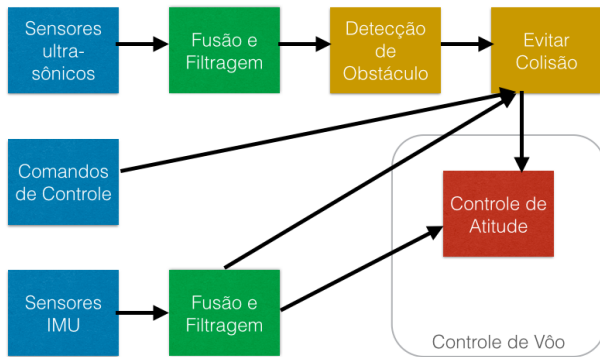 Sensores
ultra-
sônicos
Fusão e
Filtragem
Detecção
de
Obstáculo
Evitar
Colisão
Comandos
de Controle
Controle de
Atitude
Sensores
IMU
Fusão e
Filtragem
Controle de Vôo